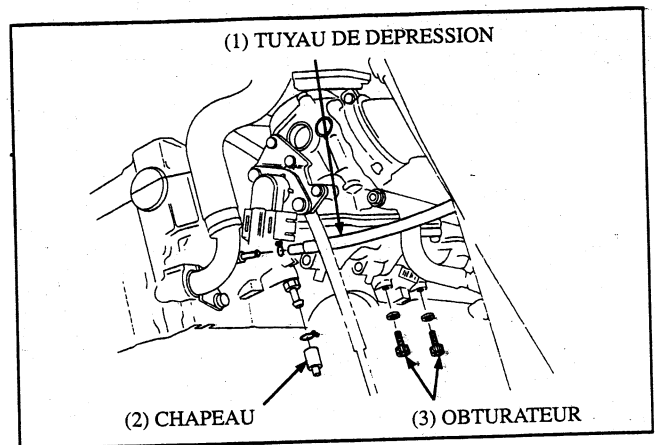 (1) TUYAU DE DEPRESSION
(2) CHAPEAU
(3) OBTURATEUR